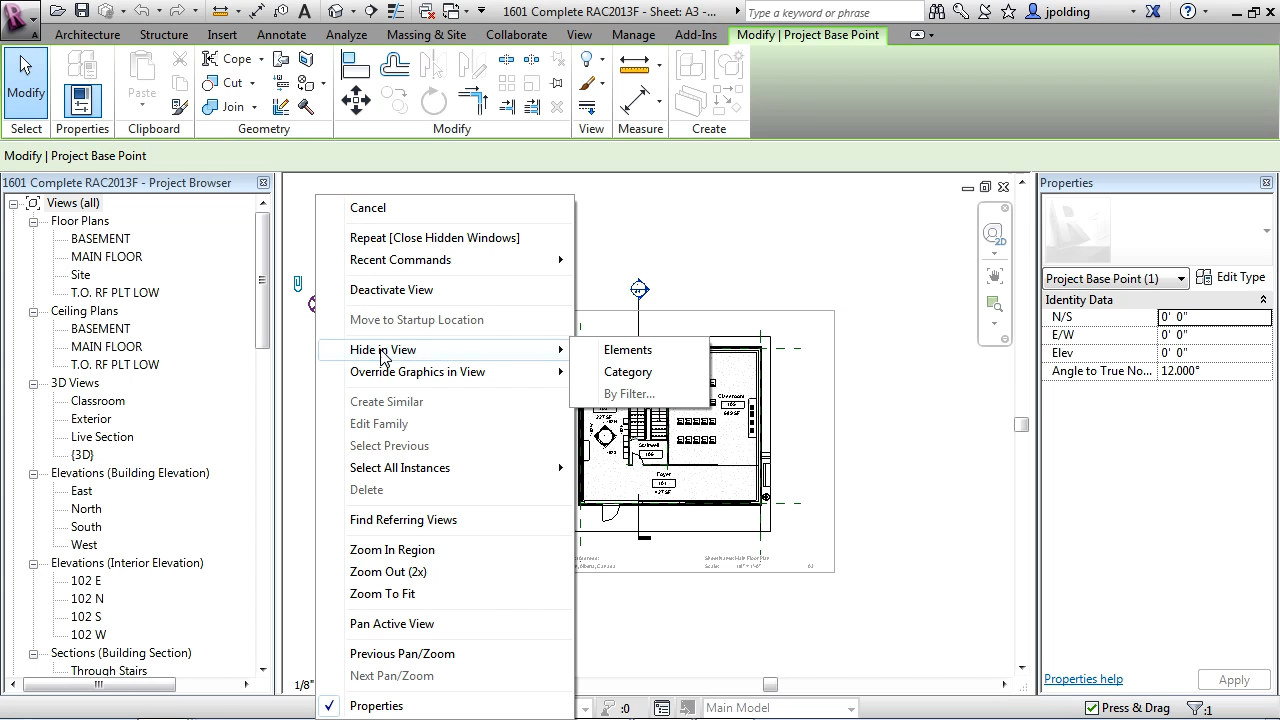 1601 Complete RAC2013F - Sheet: A3 -...
Type a keyword or phrase
jpolding
Architecture
Structure
Insert
Annotate
Analyze
Massing & Site
Collaborate
View
Manage
Add-Ins
Modify | Project Base Point
Modify
Paste
Cope
Cut
Join
Select
Properties
Clipboard
Geometry
Modify
View
Measure
Create
Modify | Project Base Point
1601 Complete RAC2013F - Project Browser
Views (all)
Floor Plans
BASEMENT
MAIN FLOOR
Site
T.O. RF PLT LOW
Ceiling Plans
BASEMENT
MAIN FLOOR
T.O. RF PLT LOW
3D Views
Classroom
Exterior
Live Section
{3D}
Elevations (Building Elevation)
East
North
South
West
Elevations (Interior Elevation)
102 E
102 N
102 S
102 W
Sections (Building Section)
Through Stairs
Cancel
Repeat [Close Hidden Windows]
Recent Commands
Deactivate View
Move to Startup Location
Hide in View
Override Graphics in View
Create Similar
Edit Family
Select Previous
Select All Instances
Delete
Find Referring Views
Zoom In Region
Zoom Out (2x)
Zoom To Fit
Pan Active View
Previous Pan/Zoom
Next Pan/Zoom
Properties
Elements
Category
By Filter...
2D
Classroom
Stairwell
Foyer
101
Properties
Project Base Point (1)
Edit Type
Identity Data
N/S 0' 0"
E/W 0' 0"
Elev 0' 0"
Angle to True No... 12.000°
Properties help
Apply
1/8"
:0
Main Model
Press & Drag
:1